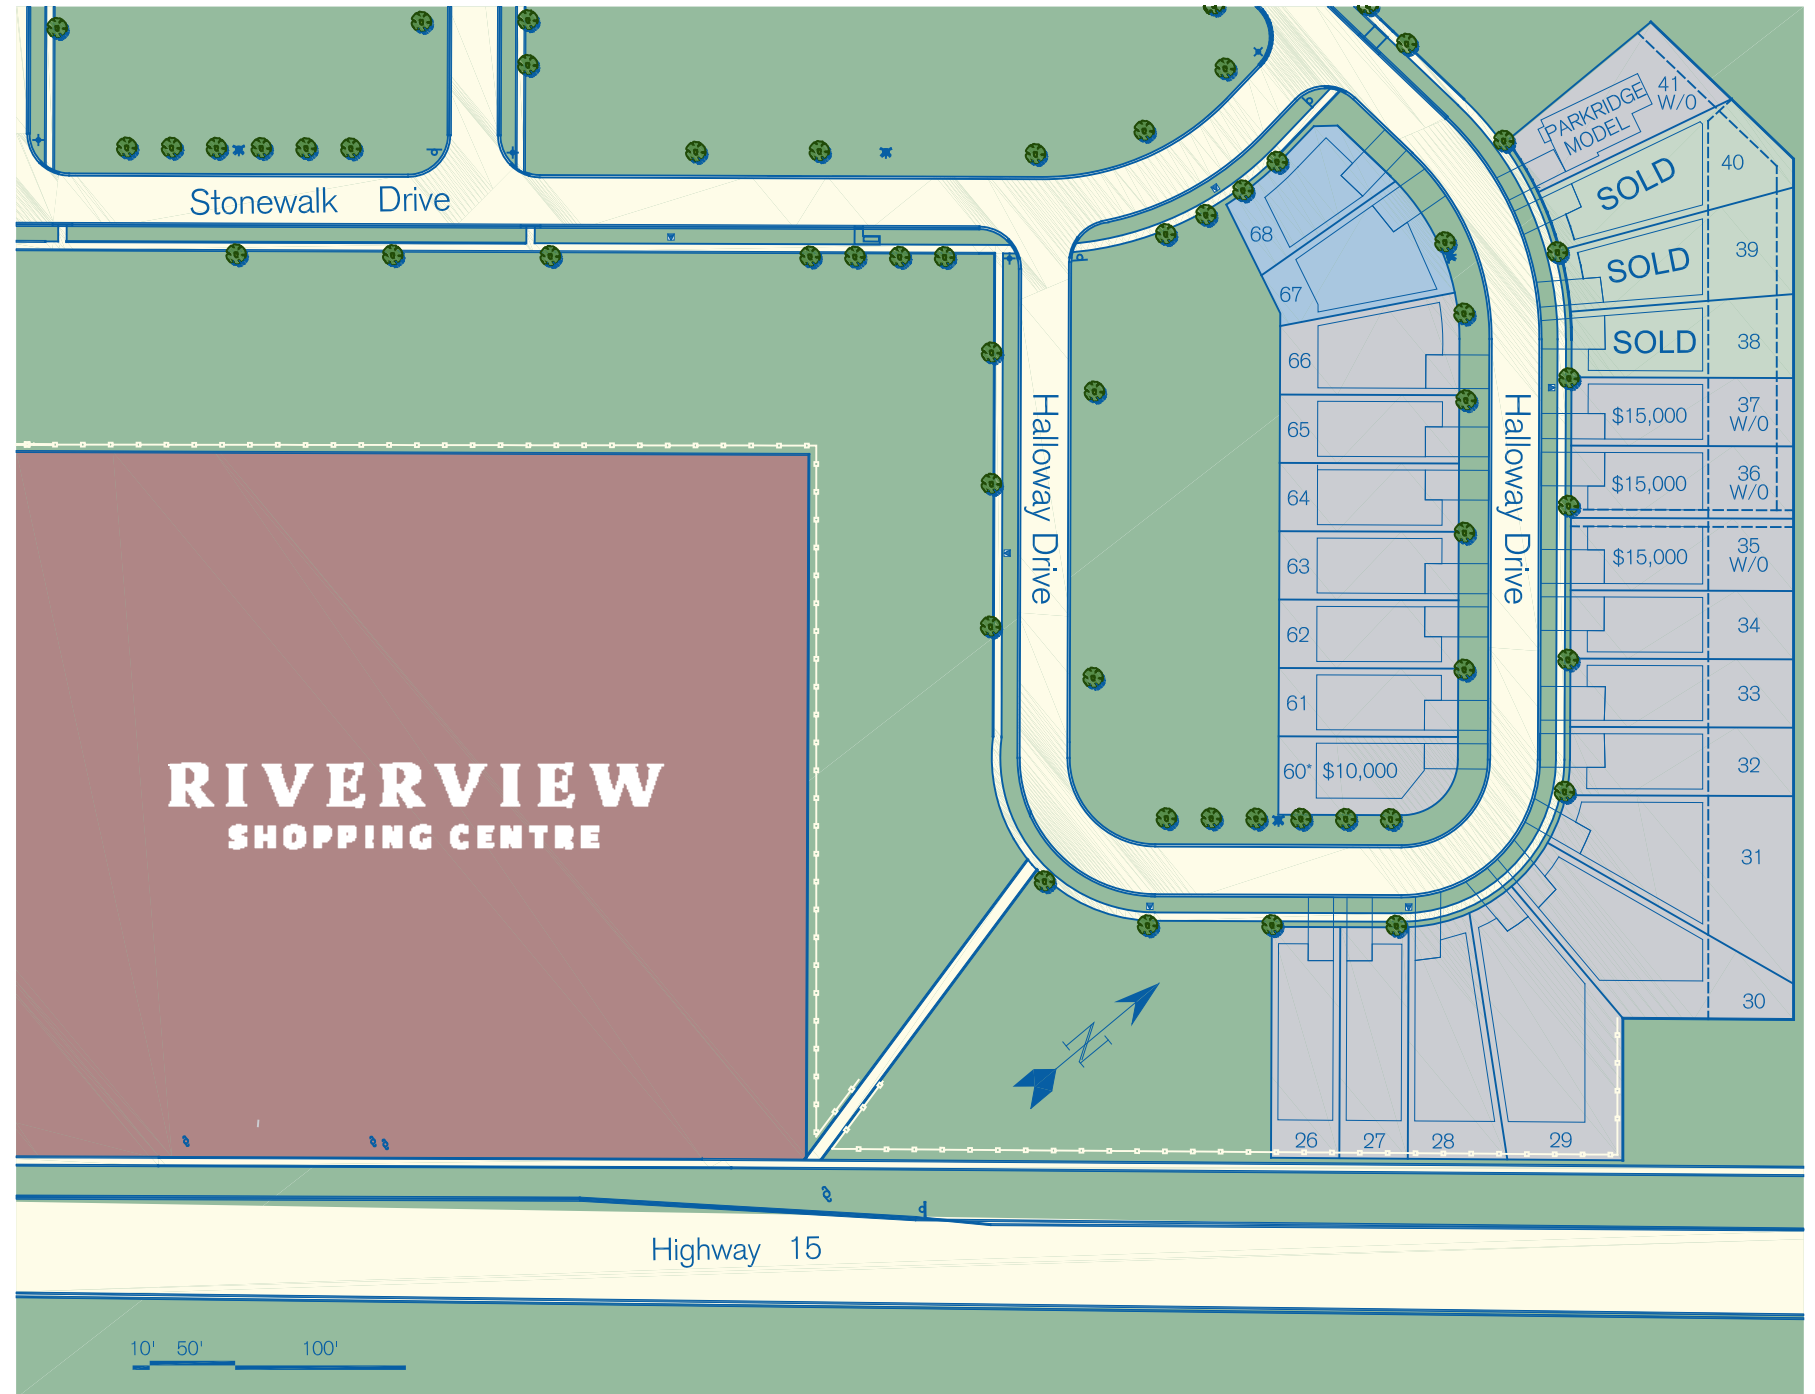 41
W/O
PARKRIDGE
MODEL
40
SOLD
Stonewalk Drive
68
39
SOLD
67
38
SOLD
66
37
W/O
$15,000
65
36
W/O
$15,000
64
Halloway Drive
Halloway Drive
35
W/O
$15,000
63
34
62
33
61
32
60* $10,000
RIVERVIEW
SHOPPING CENTRE
31
30
N
26
27
28
29
Highway 15
10' 50' 100'